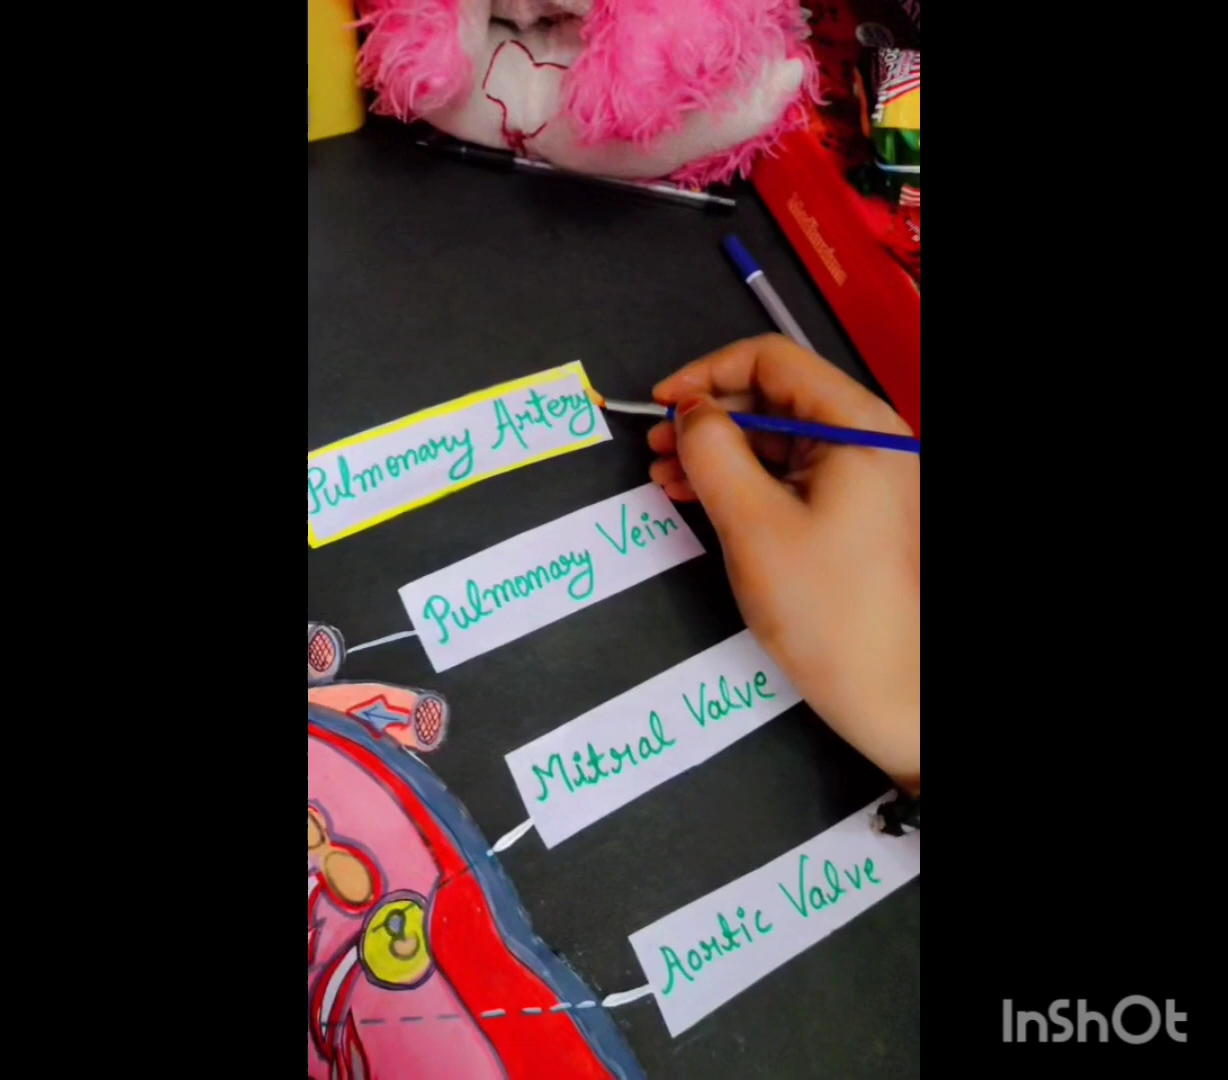 Pulmonary Artery
Pulmonary Vein
Mitral Valve
Aortic Valve
InShOt